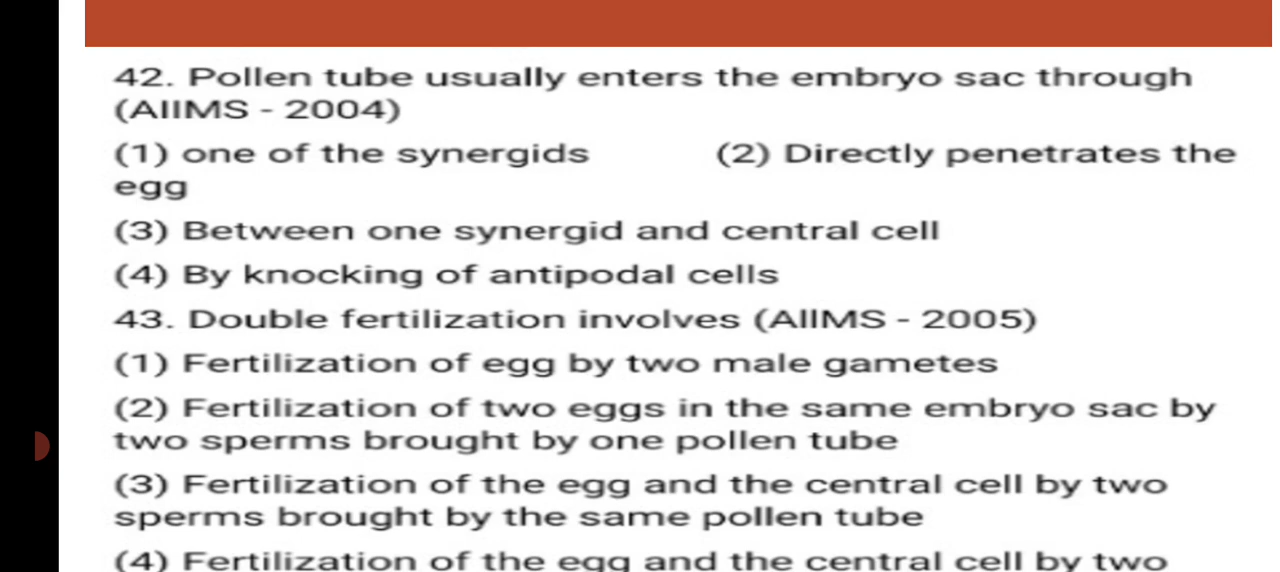 42. Pollen tube usually enters the embryo sac through
(AIIMS - 2004)
(1) one of the synergids (2) Directly penetrates the
egg
(3) Between one synergid and central cell
(4) By knocking of antipodal cells
43. Double fertilization involves (AIIMS - 2005)
(1) Fertilization of egg by two male gametes
(2) Fertilization of two eggs in the same embryo sac by
two sperms brought by one pollen tube
(3) Fertilization of the egg and the central cell by two
sperms brought by the same pollen tube
(4) Fertilization of the egg and the central cell by two